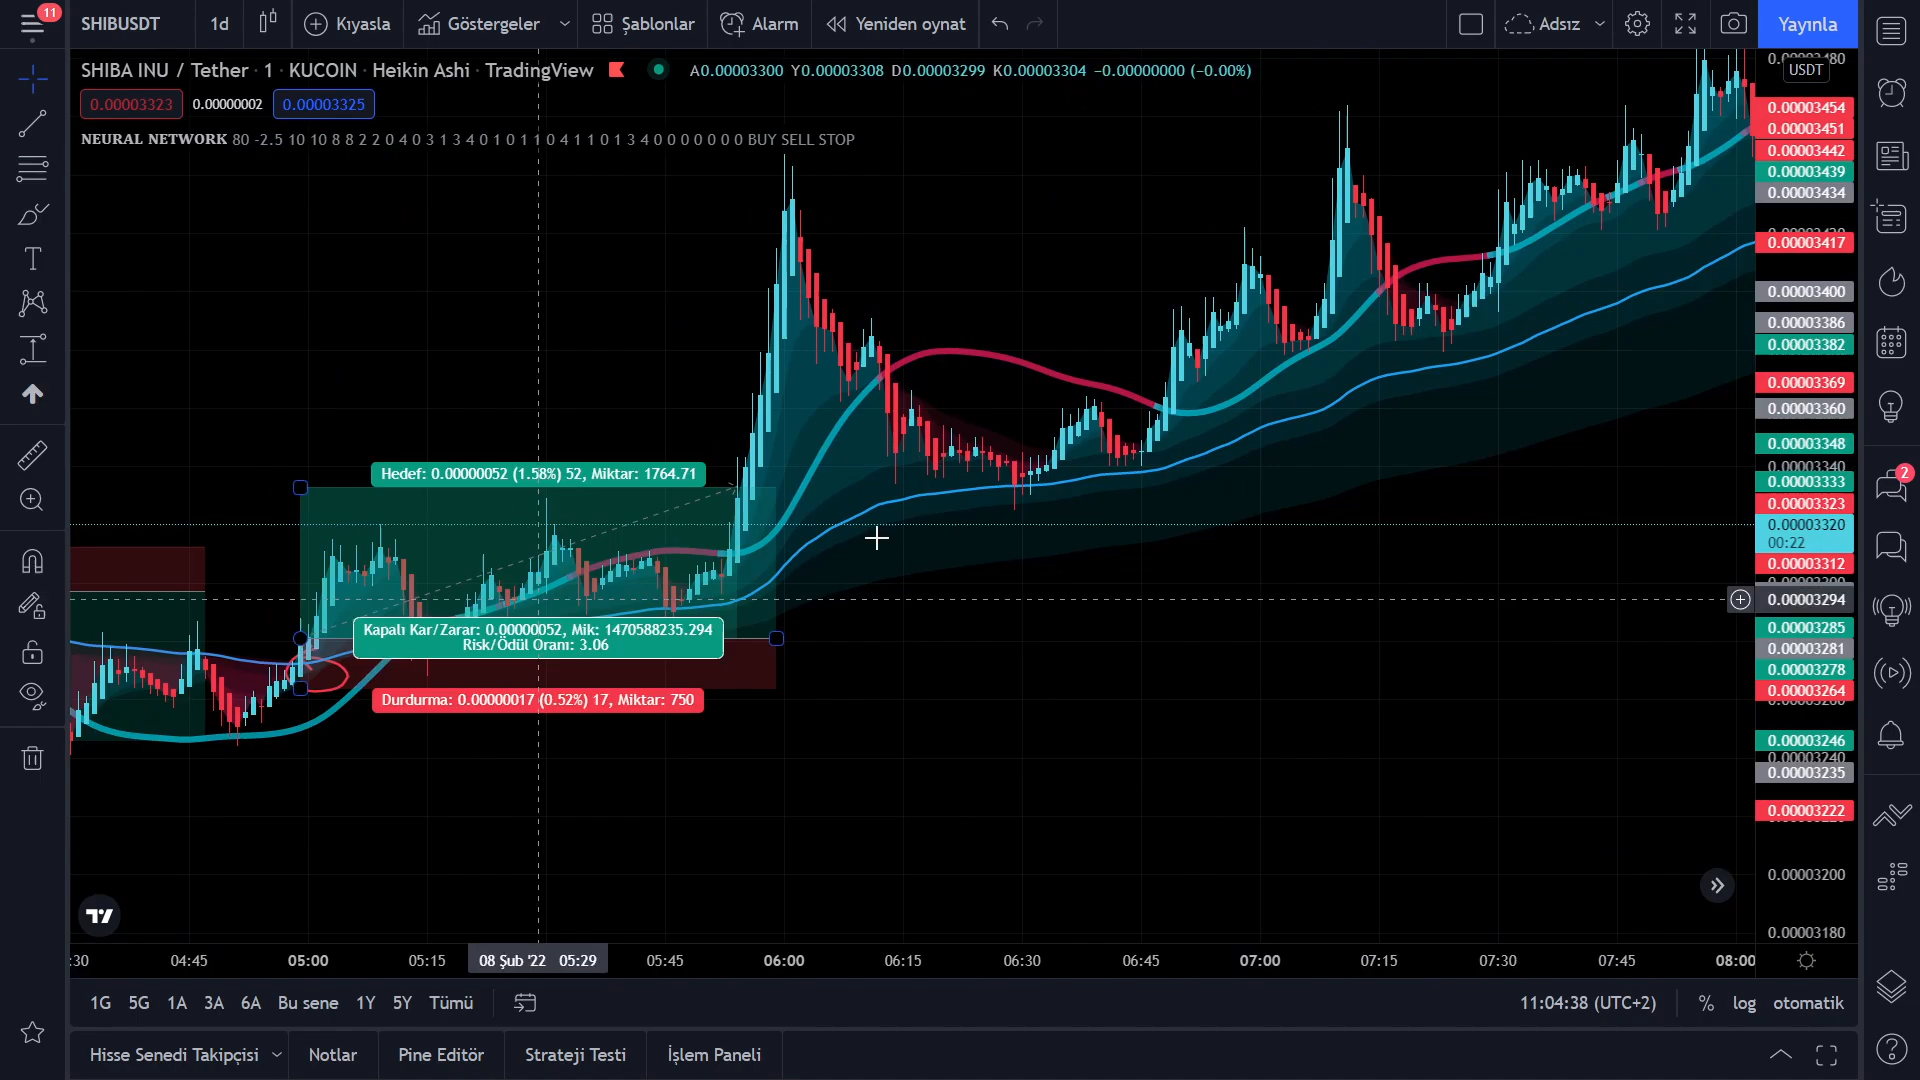 11
SHIBUSDT
1d
Kıyasla
Göstergeler
Şablonlar
Alarm
Yeniden oynat
Adsız
Yayınla
SHIBA INU / Tether · 1 · KUCOIN · Heikin Ashi · TradingView
A0.00003300 Y0.00003308 D0.00003299 K0.00003304 −0.00000000 (−0.00%)
USDT
0.00003323
0.00000002
0.00003325
NEURAL NETWORK 80 -2.5 10 10 8 8 2 2 0 4 0 3 1 3 4 0 1 0 1 1 0 4 1 1 0 1 3 4 0 0 0 0 0 0 0 BUY SELL STOP
0.00003454
0.00003451
0.00003442
0.00003439
0.00003434
0.00003417
0.00003400
0.00003386
0.00003382
0.00003369
0.00003360
0.00003348
0.00003340
0.00003333
0.00003323
0.00003320
00:22
0.00003312
0.00003294
0.00003285
0.00003281
0.00003278
0.00003264
0.00003246
0.00003240
0.00003235
0.00003222
0.00003200
0.00003180
Hedef: 0.00000052 (1.58%) 52, Miktar: 1764.71
Kapalı Kar/Zarar: 0.00000052, Mik: 1470588235.294
Risk/Ödül Oranı: 3.06
Durdurma: 0.00000017 (0.52%) 17, Miktar: 750
2
:30
04:45
05:00
05:15
08 Şub '22 05:29
05:45
06:00
06:15
06:30
06:45
07:00
07:15
07:30
07:45
08:00
1G 5G 1A 3A 6A Bu sene 1Y 5Y Tümü
11:04:38 (UTC+2)
% log otomatik
Hisse Senedi Takipçisi
Notlar
Pine Editör
Strateji Testi
İşlem Paneli